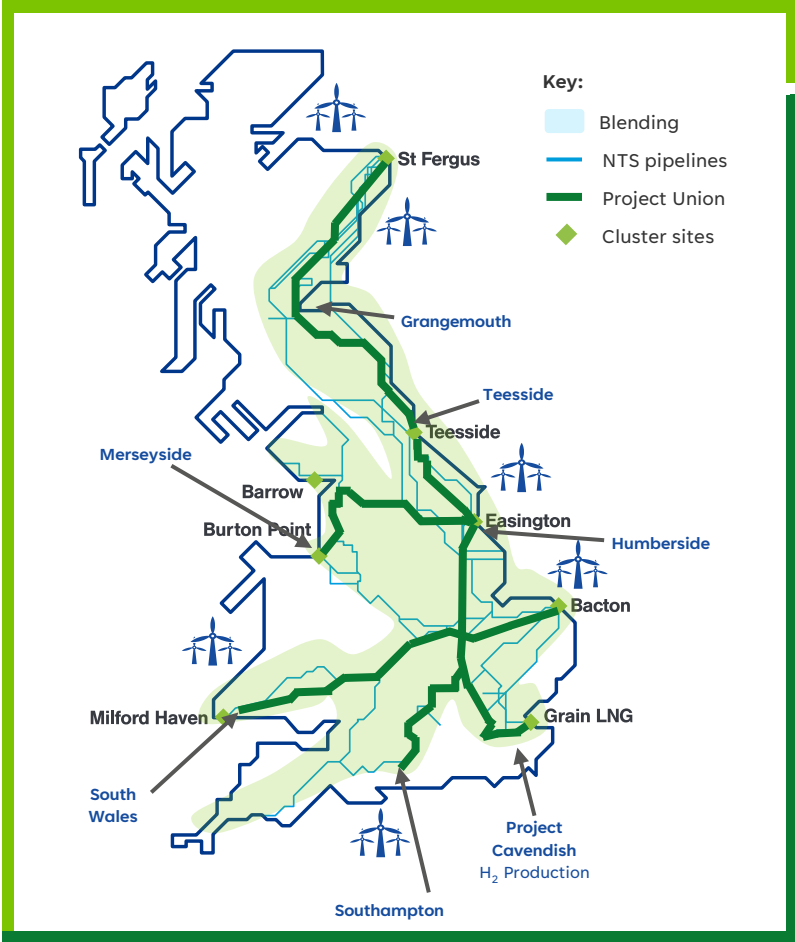 Key:
Blending
NTS pipelines
Project Union
Cluster sites
St Fergus
Grangemouth
Teesside
Teesside
Merseyside
Barrow
Burton Point
Easington
Humberside
Bacton
Milford Haven
Grain LNG
South
Wales
Project
Cavendish
H₂ Production
Southampton